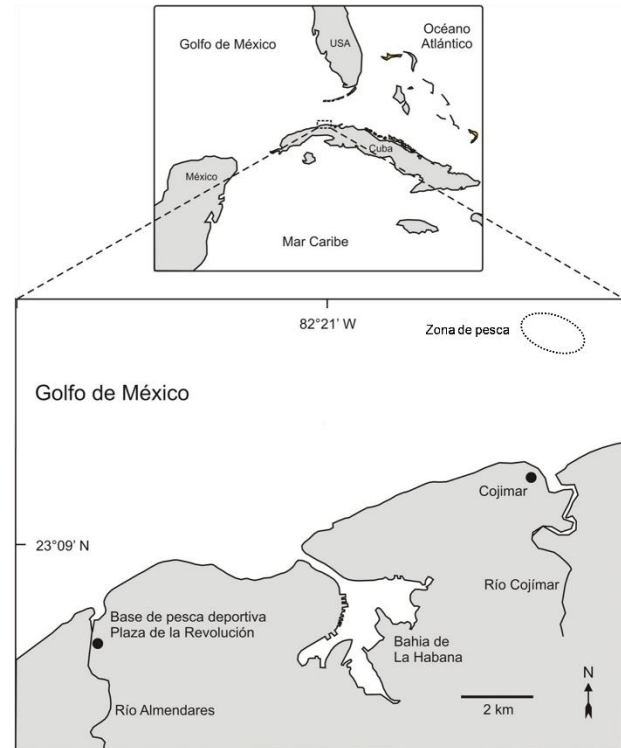 Golfo de México
USA
Océano
Atlántico
Cuba
México
Mar Caribe
82°21' W
Zona de pesca
Golfo de México
Cojimar
23°09' N
Río Cojímar
Base de pesca deportiva
Plaza de la Revolución
Bahia de
La Habana
N
Río Almendares
2 km